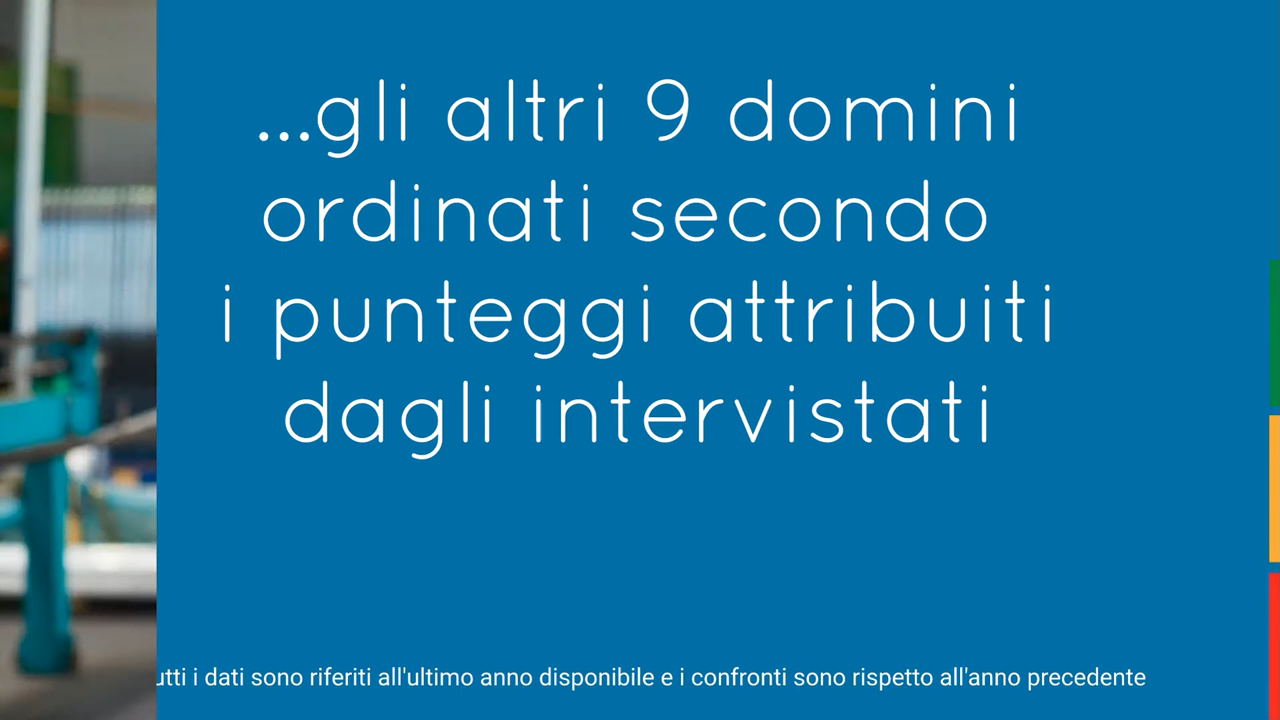 ...gli altri 9 domini
ordinati secondo
i punteggi attribuiti
dagli intervistati
i dati sono riferiti all'ultimo anno disponibile e i confronti sono rispetto all'anno precedente